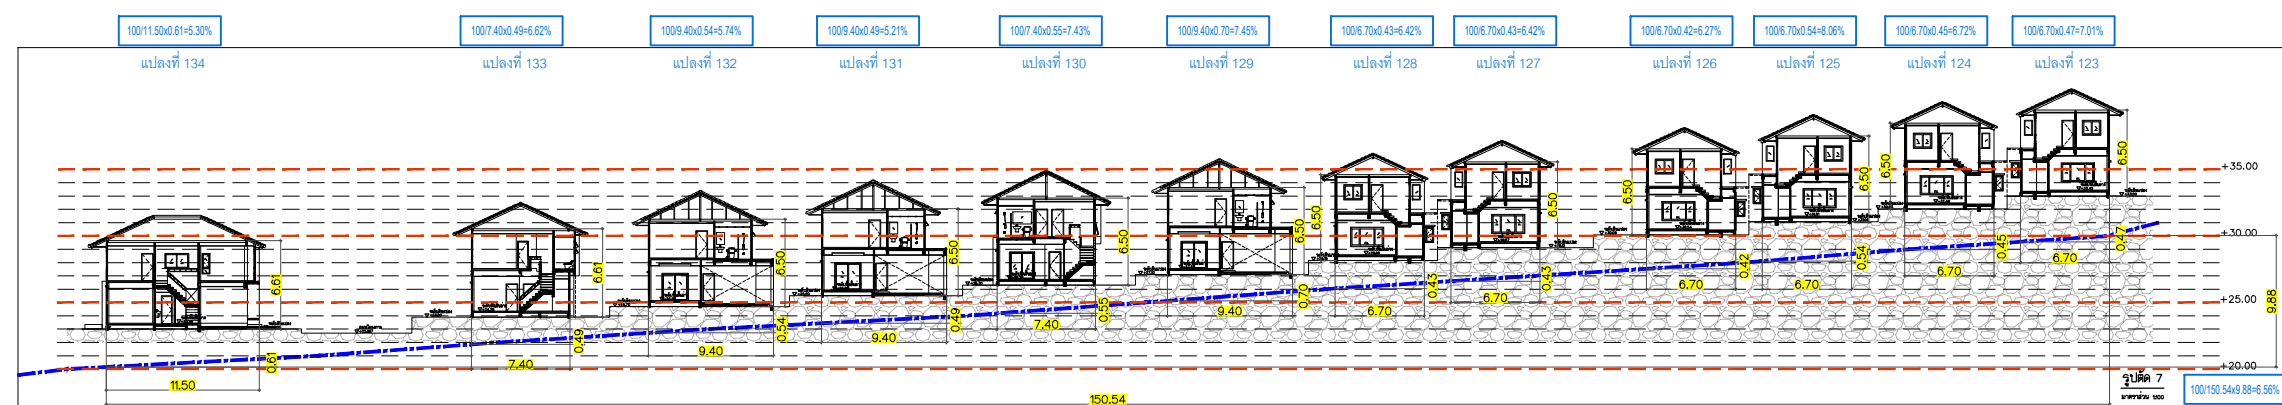 100/11.50x0.61=5.30%
100/7.40x0.49=6.62%
100/9.40x0.54=5.74%
100/9.40x0.49=5.21%
100/7.40x0.55=7.43%
100/9.40x0.70=7.45%
100/6.70x0.43=6.42%
100/6.70x0.43=6.42%
100/6.70x0.42=6.27%
100/6.70x0.54=8.06%
100/6.70x0.45=6.72%
100/6.70x0.47=7.01%
แปลงที่ 134
แปลงที่ 133
แปลงที่ 132
แปลงที่ 131
แปลงที่ 130
แปลงที่ 129
แปลงที่ 128
แปลงที่ 127
แปลงที่ 126
แปลงที่ 125
แปลงที่ 124
แปลงที่ 123
6.61
6.61
6.50
6.50
6.50
6.50
6.50
6.50
6.50
6.50
6.50
6.50
+35.00
+30.00
+25.00
+20.00
0.61
0.49
0.54
0.49
0.55
0.70
0.43
0.43
0.42
0.54
0.45
0.47
9.88
11.50
7.40
9.40
9.40
7.40
9.40
6.70
6.70
6.70
6.70
6.70
6.70
150.54
รูปตัด 7
มาตราส่วน 1:100
100/150.54x9.88=6.56%